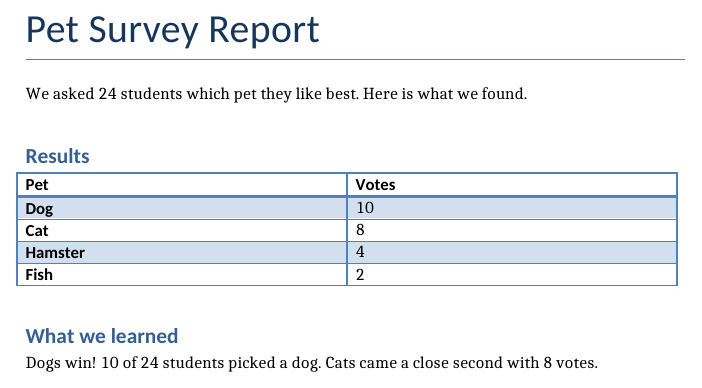 Pet Survey Report
We asked 24 students which pet they like best. Here is what we found.
Results
Pet Votes
Dog 10
Cat 8
Hamster 4
Fish 2
What we learned
Dogs win! 10 of 24 students picked a dog. Cats came a close second with 8 votes.